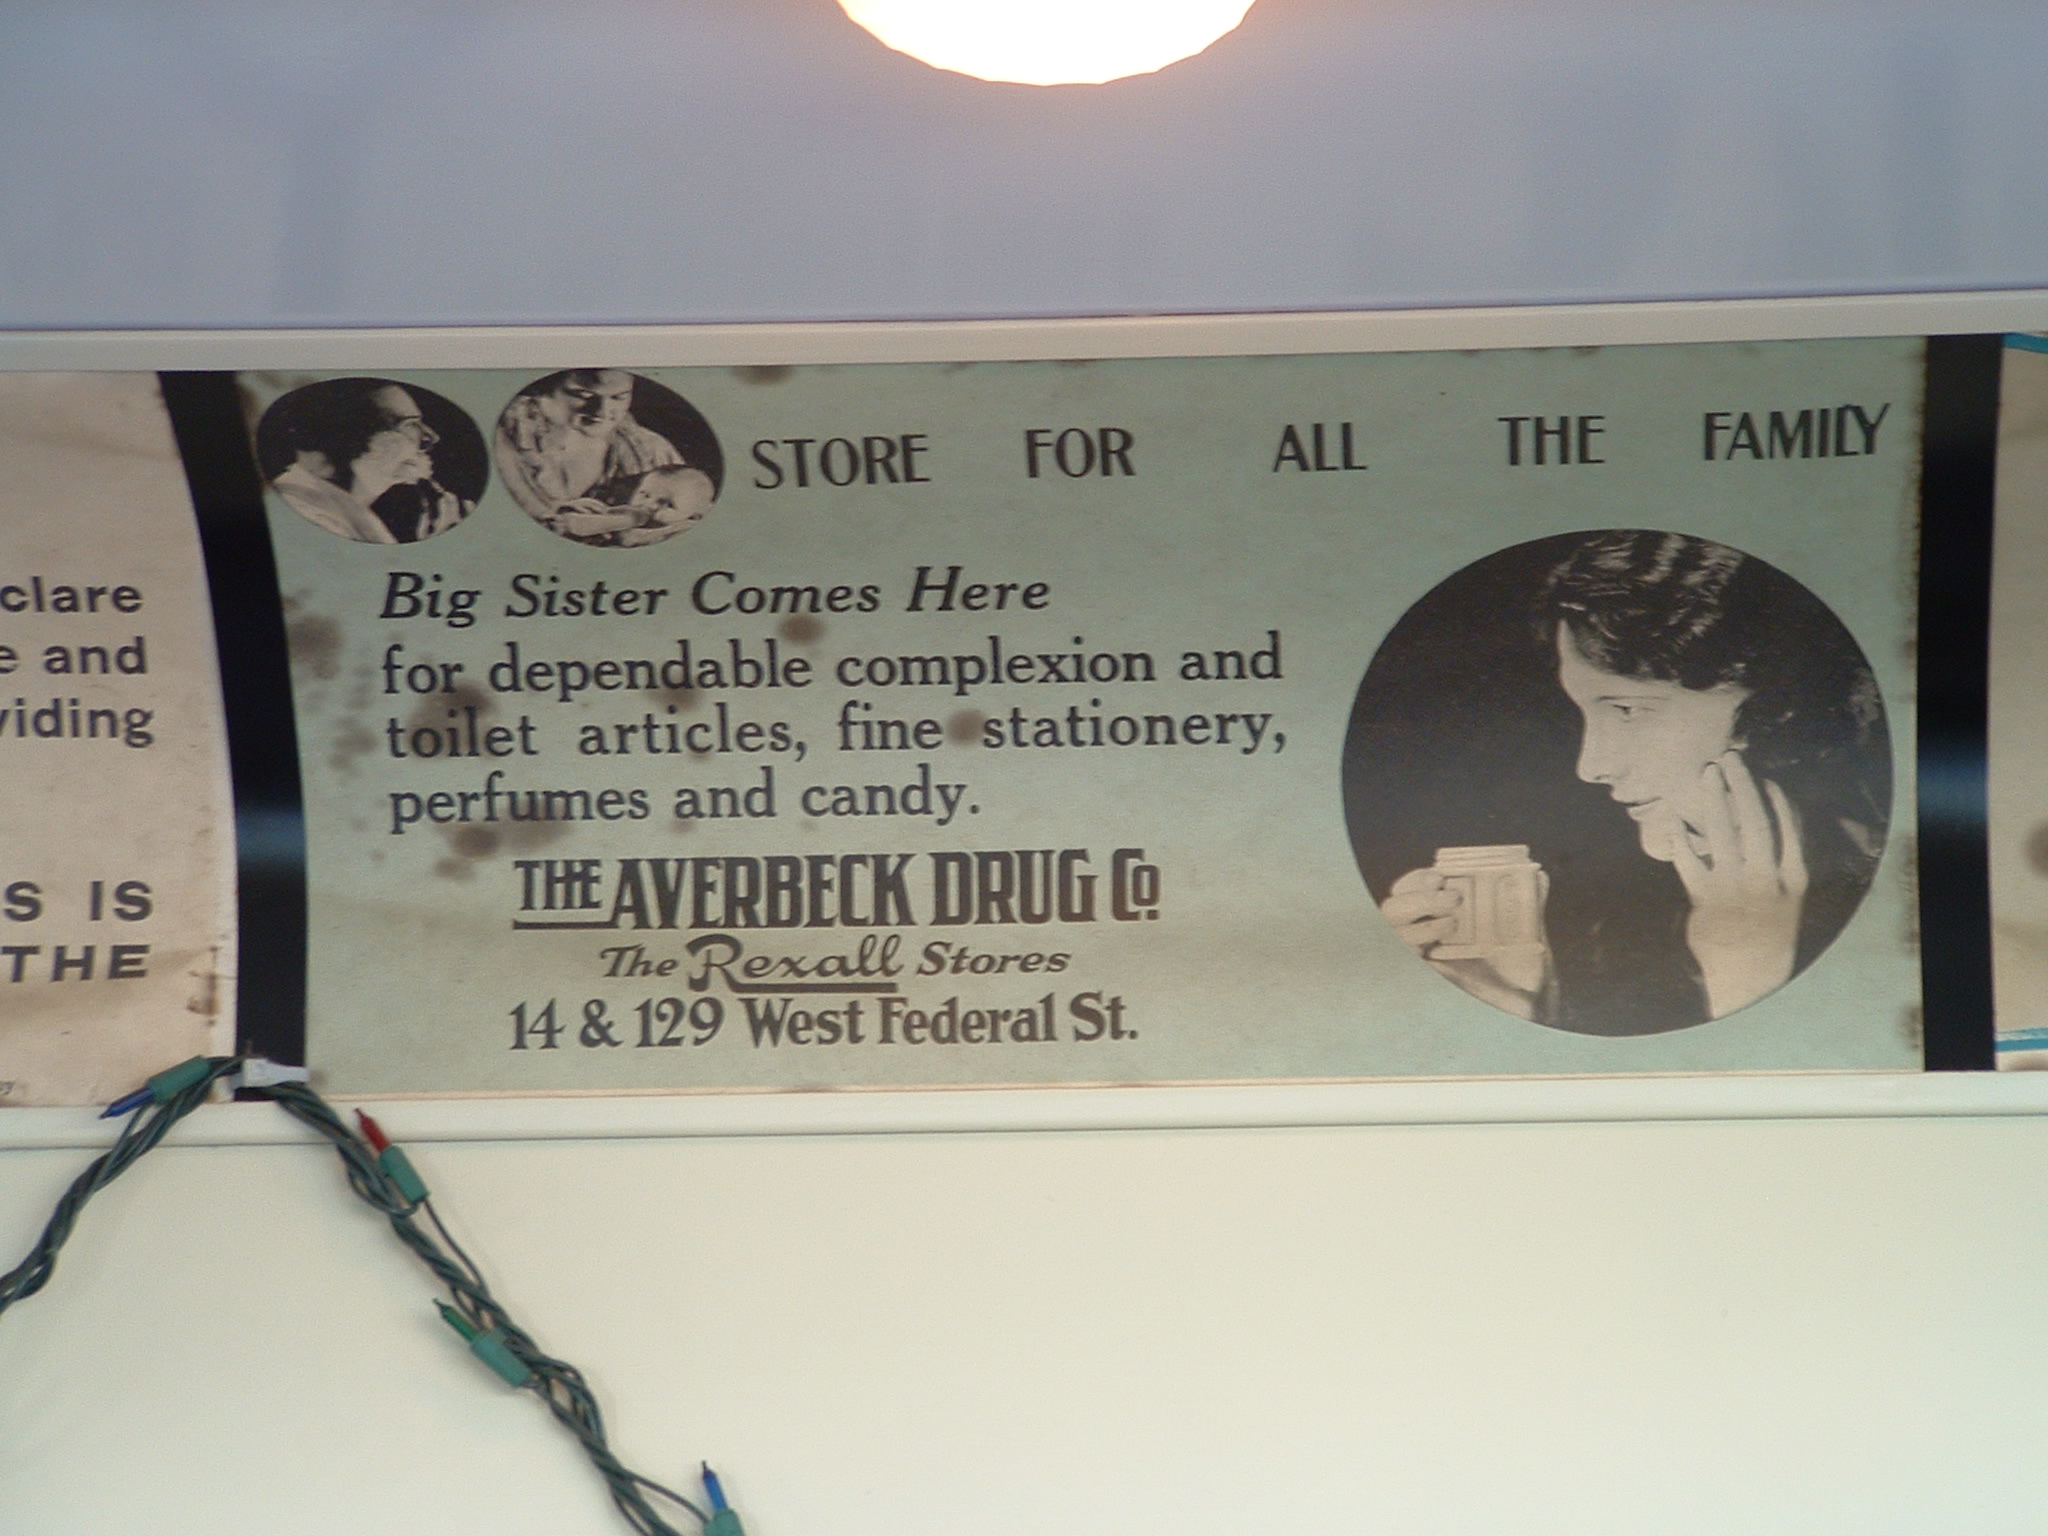 clare
e and
viding
S IS
THE
STORE FOR ALL THE FAMILY
Big Sister Comes Here
for dependable complexion and
toilet articles, fine stationery,
perfumes and candy.
THE AVERBECK DRUG CO.
The Rexall Stores
14 & 129 West Federal St.